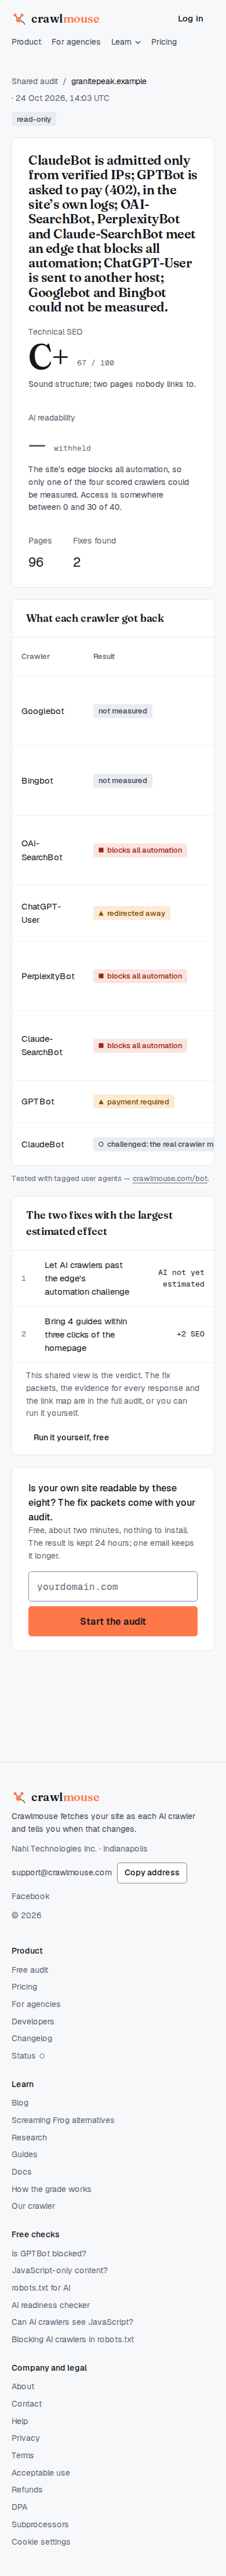 crawlmouse
Log in
Product For agencies Learn Pricing
Shared audit / granitepeak.example
· 24 Oct 2026, 14:03 UTC
read-only
ClaudeBot is admitted only
from verified IPs; GPTBot is
asked to pay (402), in the
site's own logs; OAI-
SearchBot, PerplexityBot
and Claude-SearchBot meet
an edge that blocks all
automation; ChatGPT-User
is sent to another host;
Googlebot and Bingbot
could not be measured.
Technical SEO
C+ 67 / 100
Sound structure; two pages nobody links to.
AI readability
— withheld
The site's edge blocks all automation, so
only one of the four scored crawlers could
be measured. Access is somewhere
between 0 and 30 of 40.
Pages Fixes found
96 2
What each crawler got back
Crawler Result
Googlebot not measured
Bingbot not measured
OAI-
SearchBot blocks all automation
ChatGPT-
User redirected away
PerplexityBot blocks all automation
Claude-
SearchBot blocks all automation
GPTBot payment required
ClaudeBot challenged: the real crawler m
Tested with tagged user agents — crawlmouse.com/bot.
The two fixes with the largest
estimated effect
1 Let AI crawlers past
the edge's
automation challenge
AI not yet
estimated
2 Bring 4 guides within
three clicks of the
homepage
+2 SEO
This shared view is the verdict. The fix
packets, the evidence for every response and
the link map are in the full audit, or you can
run it yourself.
Run it yourself, free
Is your own site readable by these
eight? The fix packets come with your
audit.
Free, about two minutes, nothing to install.
The result is kept 24 hours; one email keeps
it longer.
yourdomain.com
Start the audit
crawlmouse
Crawlmouse fetches your site as each AI crawler
and tells you when that changes.
Nahl Technologies Inc. · Indianapolis
support@crawlmouse.com Copy address
Facebook
© 2026
Product
Free audit
Pricing
For agencies
Developers
Changelog
Status
Learn
Blog
Screaming Frog alternatives
Research
Guides
Docs
How the grade works
Our crawler
Free checks
Is GPTBot blocked?
JavaScript-only content?
robots.txt for AI
AI readiness checker
Can AI crawlers see JavaScript?
Blocking AI crawlers in robots.txt
Company and legal
About
Contact
Help
Privacy
Terms
Acceptable use
Refunds
DPA
Subprocessors
Cookie settings